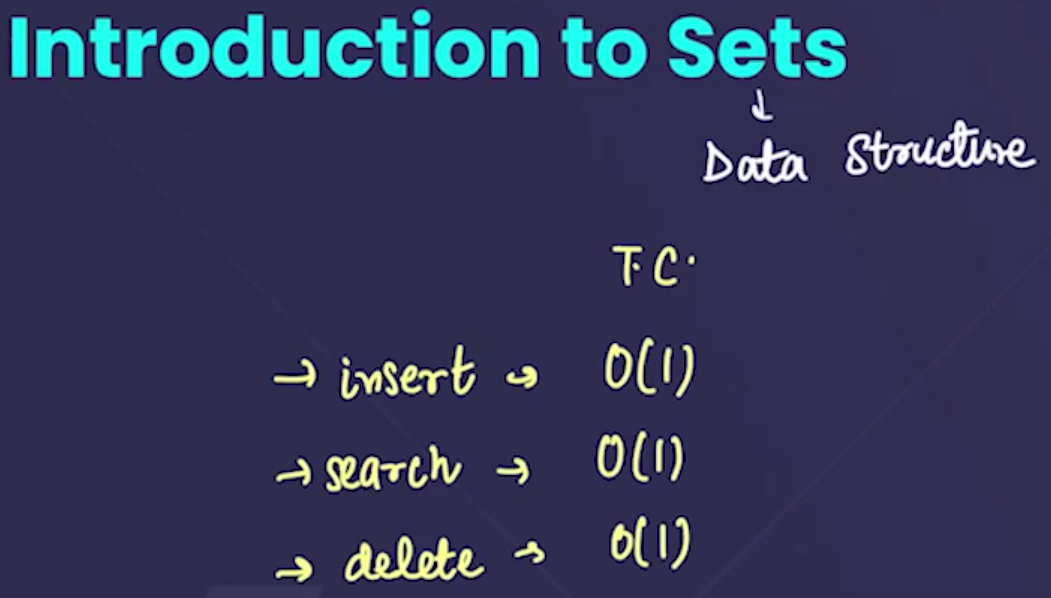 Introduction to Sets
↓
Data Structure
T.C.
→ insert → O(1)
→ search → O(1)
→ delete → O(1)